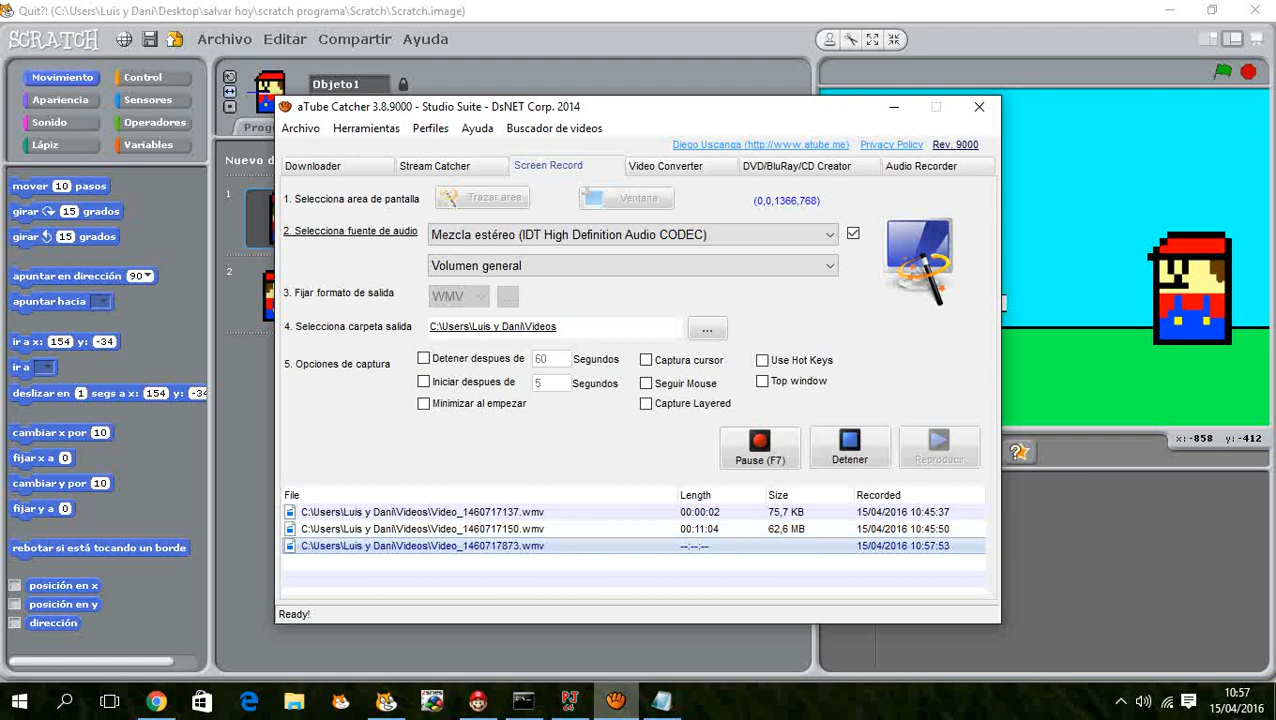 Quit?! (C:\Users\Luis y Dani\Desktop\salvar hoy\scratch programa\Scratch\Scratch.image)
SCRATCH Archivo Editar Compartir Ayuda
Movimiento Control
Apariencia Sensores
Sonido Operadores
Lápiz Variables
Objeto1
Nuevo d
1
2
mover 10 pasos
girar 15 grados
girar 15 grados
apuntar en dirección 90
apuntar hacia
ir a x: 154 y: -34
ir a
deslizar en 1 segs a x: 154 y: -34
cambiar x por 10
fijar x a 0
cambiar y por 10
fijar y a 0
rebotar si está tocando un borde
posición en x
posición en y
dirección
aTube Catcher 3.8.9000 - Studio Suite - DsNET Corp. 2014
Archivo Herramientas Perfiles Ayuda Buscador de videos
Diego Uscanga (http://www.atube.me) Privacy Policy Rev. 9000
Downloader Stream Catcher Screen Record Video Converter DVD/BluRay/CD Creator Audio Recorder
1. Selecciona area de pantalla Trazar area Ventana (0,0,1366,768)
2. Selecciona fuente de audio Mezcla estéreo (IDT High Definition Audio CODEC)
Volumen general
3. Fijar formato de salida WMV ...
4. Selecciona carpeta salida C:\Users\Luis y Dani\Videos ...
5. Opciones de captura Detener despues de 60 Segundos Captura cursor Use Hot Keys
Iniciar despues de 5 Segundos Seguir Mouse Top window
Minimizar al empezar Capture Layered
Pause (F7) Detener Reproducir
File Length Size Recorded
C:\Users\Luis y Dani\Videos\Video_1460717137.wmv 00:00:02 75,7 KB 15/04/2016 10:45:37
C:\Users\Luis y Dani\Videos\Video_1460717150.wmv 00:11:04 62,6 MB 15/04/2016 10:45:50
C:\Users\Luis y Dani\Videos\Video_1460717873.wmv --:--:-- 15/04/2016 10:57:53
Ready!
x: -858 y: -412
10:57
15/04/2016